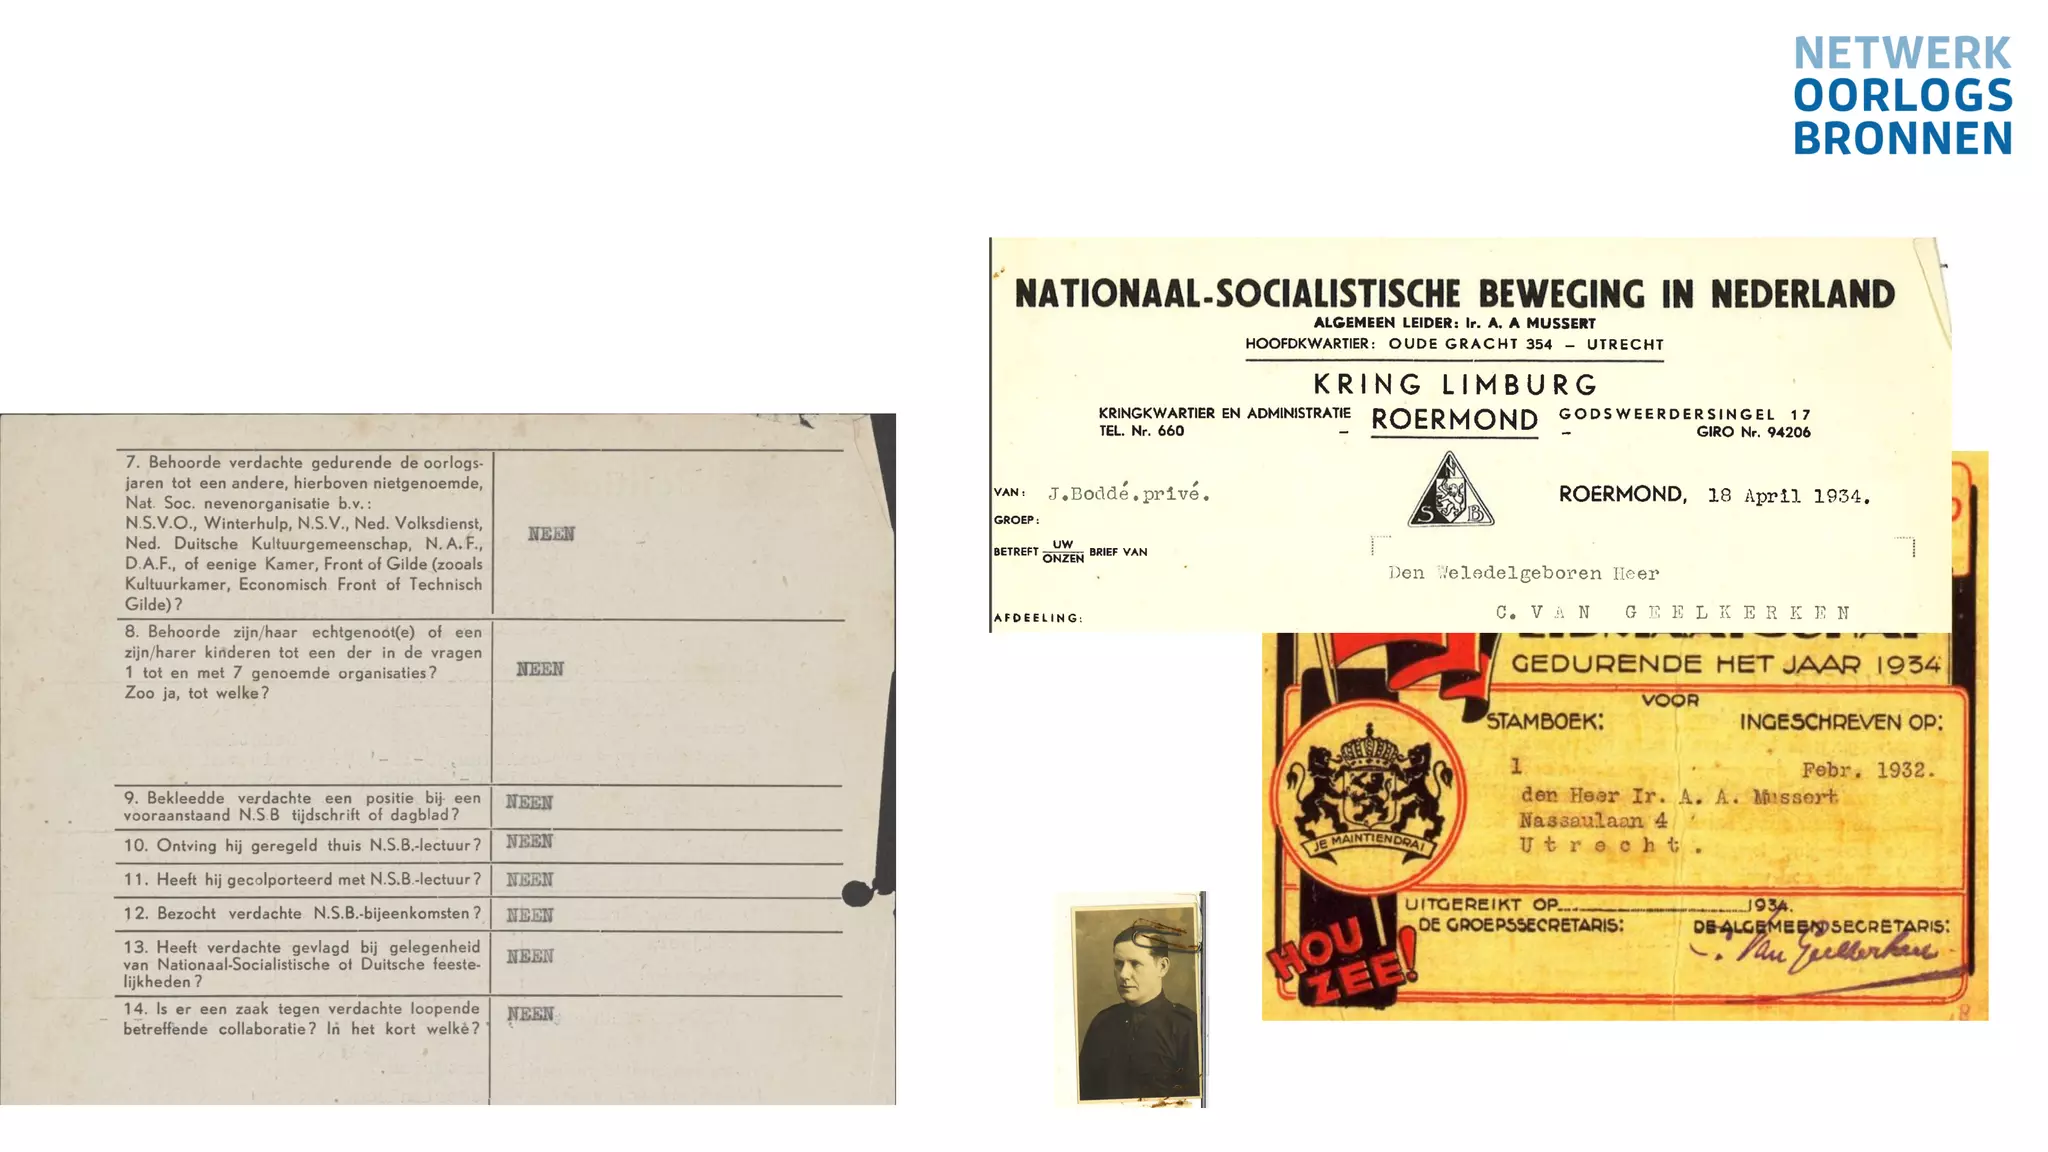 NETWERK
OORLOGS
BRONNEN
7. Behoorde verdachte gedurende de oorlogs-
jaren tot een andere, hierboven nietgenoemde,
Nat. Soc. nevenorganisatie b.v.:
N.S.V.O., Winterhulp, N.S.V., Ned. Volksdienst,
Ned. Duitsche Kultuurgemeenschap, N.A.F.,
D.A.F., of eenige Kamer, Front of Gilde (zooals
Kultuurkamer, Economisch Front of Technisch
Gilde)?
NEEN
8. Behoorde zijn/haar echtgenoot(e) of een
zijn/harer kinderen tot een der in de vragen
1 tot en met 7 genoemde organisaties?
Zoo ja, tot welke?
NEEN
9. Bekleedde verdachte een positie bij een
vooraanstaand N.S.B tijdschrift of dagblad?
NEEN
10. Ontving hij geregeld thuis N.S.B.-lectuur?
NEEN
11. Heeft hij gecolporteerd met N.S.B.-lectuur?
NEEN
12. Bezocht verdachte N.S.B.-bijeenkomsten?
NEEN
13. Heeft verdachte gevlagd bij gelegenheid
van Nationaal-Socialistische of Duitsche feeste-
lijkheden?
NEEN
14. Is er een zaak tegen verdachte loopende
betreffende collaboratie? In het kort welke?
NEEN
NATIONAAL-SOCIALISTISCHE BEWEGING IN NEDERLAND
ALGEMEEN LEIDER: Ir. A. A MUSSERT
HOOFDKWARTIER: OUDE GRACHT 354 – UTRECHT
KRING LIMBURG
KRINGKWARTIER EN ADMINISTRATIE ROERMOND GODSWEERDERSINGEL 17
TEL. Nr. 660 – – GIRO Nr. 94206
VAN: J.Boddé.privé.
NSB
ROERMOND, 18 April 1934.
GROEP:
BETREFT UW
ONZEN BRIEF VAN
Den Weledelgeboren Heer
AFDEELING:
C. VAN GEELKERKEN
GEDURENDE HET JAAR 1934
VOOR
STAMBOEK: INGESCHREVEN OP:
1 Febr. 1932.
den Heer Ir. A. A. Mussert
Nassaulaan 4
Utrecht.
JE MAINTIENDRAI
UITGEREIKT OP 1934.
DE GROEPSSECRETARIS: DE ALGEMEEN SECRETARIS:
C. van Geelkerken
HOU
ZEE!